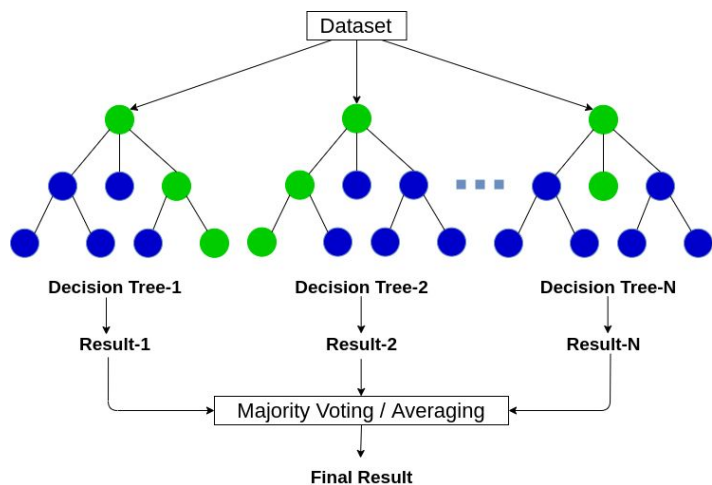 Dataset
Decision Tree-1
Decision Tree-2
Decision Tree-N
Result-1
Result-2
Result-N
Majority Voting / Averaging
Final Result